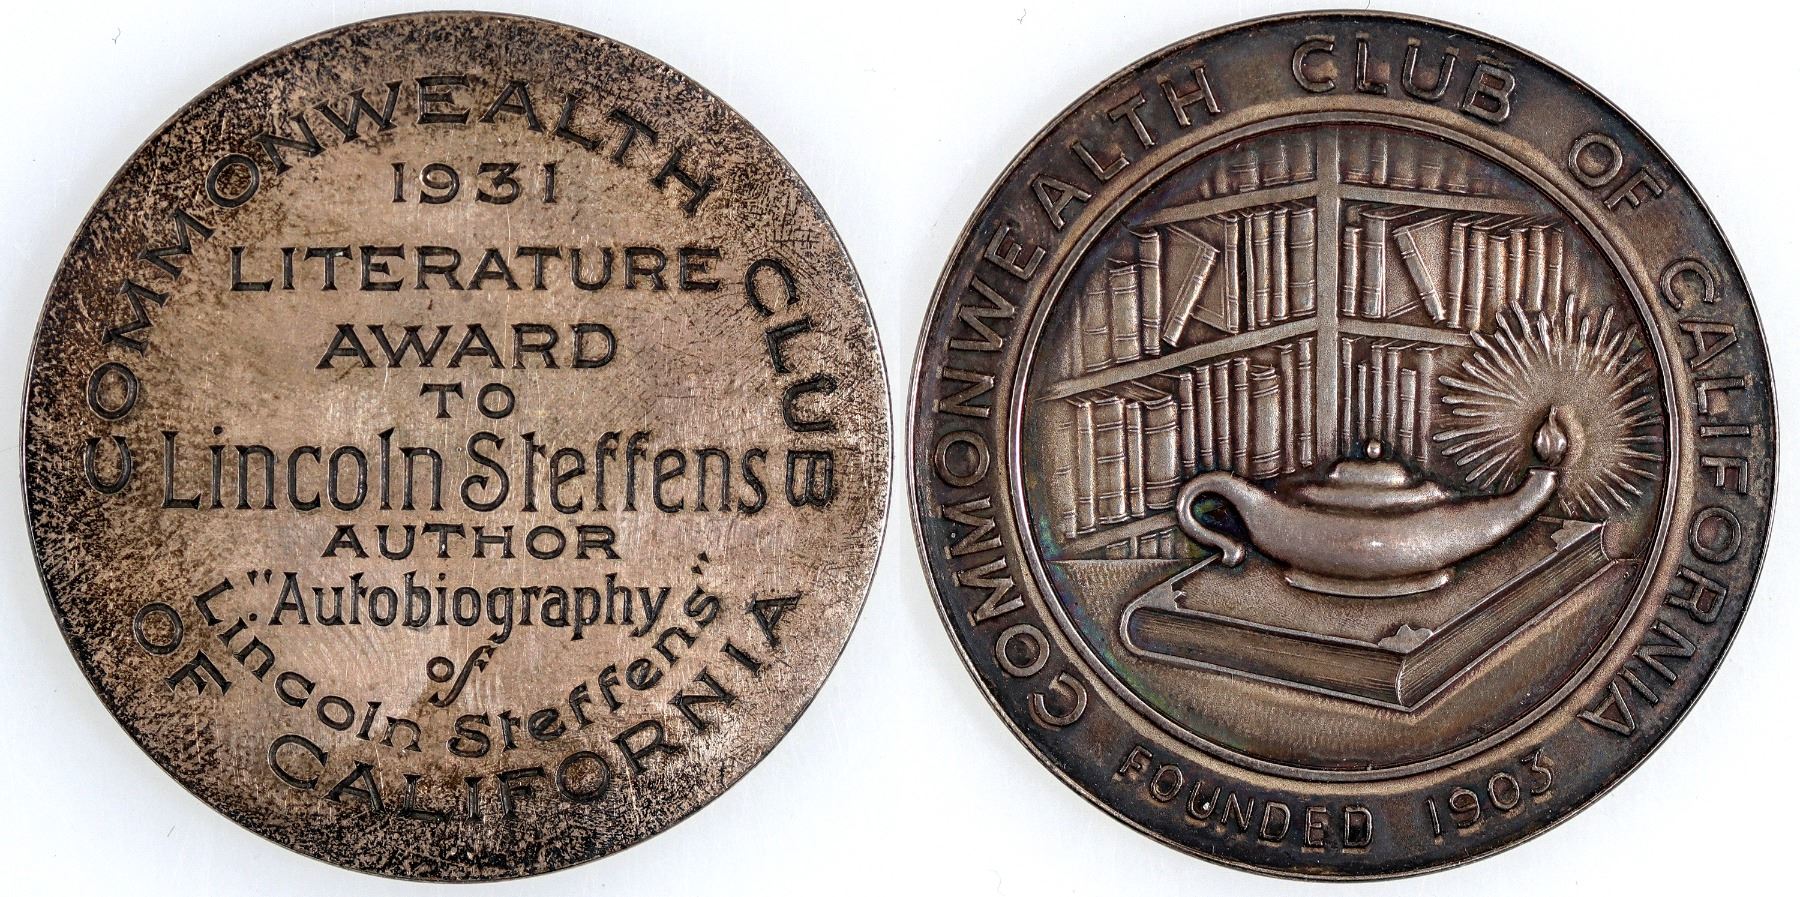 COMMONWEALTH CLUB
OF CALIFORNIA
1931
LITERATURE
AWARD
TO
Lincoln Steffens
AUTHOR
"Autobiography
of
Lincoln Steffens"
COMMONWEALTH CLUB OF CALIFORNIA
FOUNDED 1903